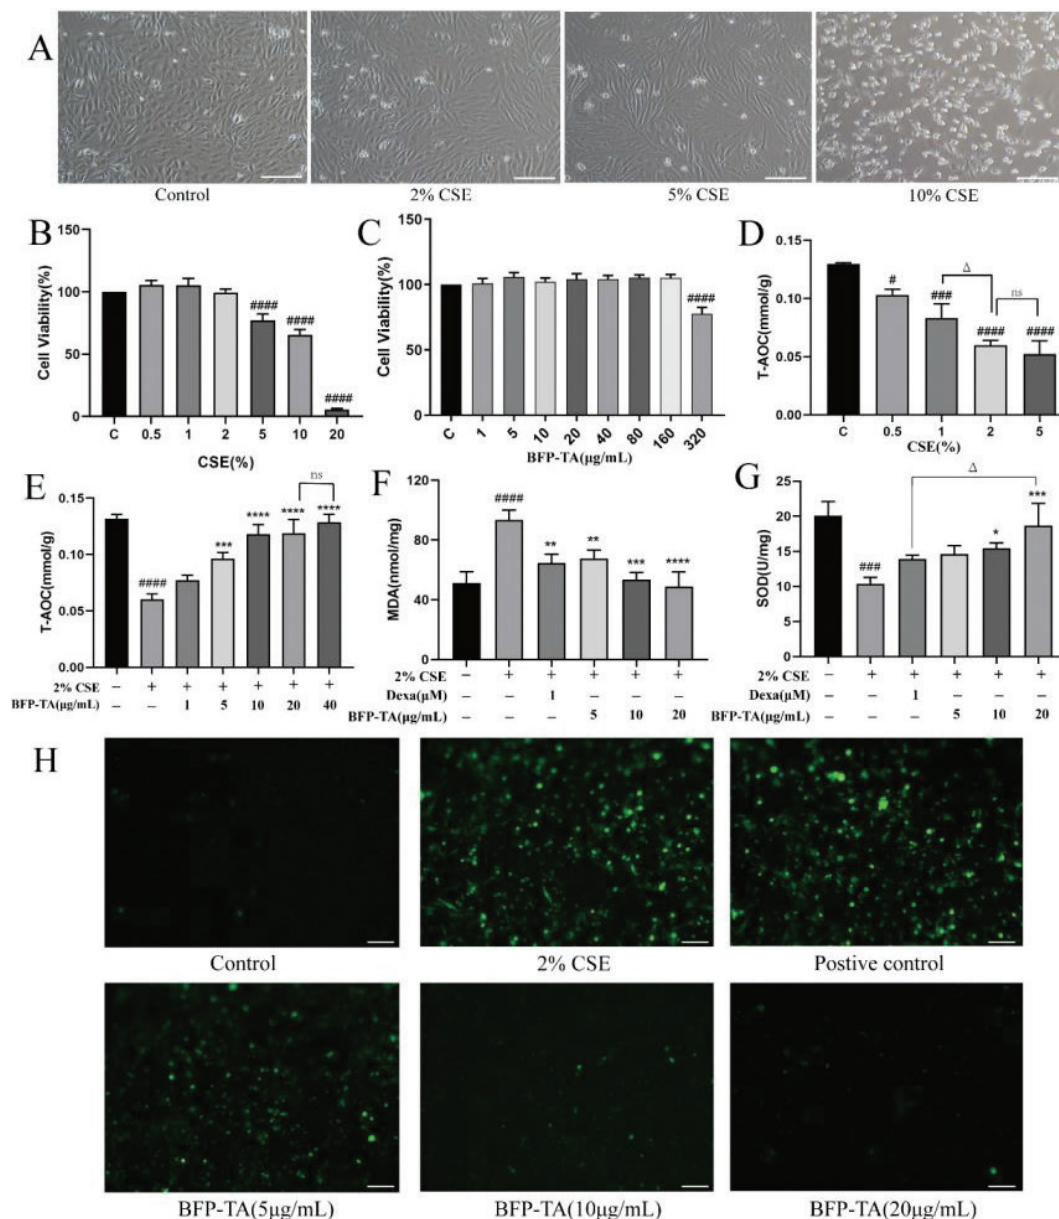 A
Control 2% CSE 5% CSE 10% CSE
B
Cell Viability(%)
150
100
50
0
####
####
####
C 0.5 1 2 5 10 20
CSE(%)
C
Cell Viability(%)
150
100
50
0
####
C 1 5 10 20 40 80 160 320
BFP-TA(μg/mL)
D
T-AOC(mmol/g)
0.15
0.10
0.05
0.00
#
###
Δ
####
ns
####
C 0.5 1 2 5
CSE(%)
E
T-AOC(mmol/g)
0.15
0.10
0.05
0.00
####
***
****
****
ns
****
2% CSE – + + + + + +
BFP-TA(μg/mL) – – 1 5 10 20 40
F
MDA(nmol/mg)
120
80
40
0
####
**
**
***
****
2% CSE – + + + + +
Dexa(μM) – – 1
BFP-TA(μg/mL) – – – 5 10 20
G
SOD(U/mg)
25
20
15
10
5
0
###
Δ
*
***
2% CSE – + + + + +
Dexa(μM) – – 1
BFP-TA(μg/mL) – – – 5 10 20
H
Control 2% CSE Postive control
BFP-TA(5μg/mL) BFP-TA(10μg/mL) BFP-TA(20μg/mL)